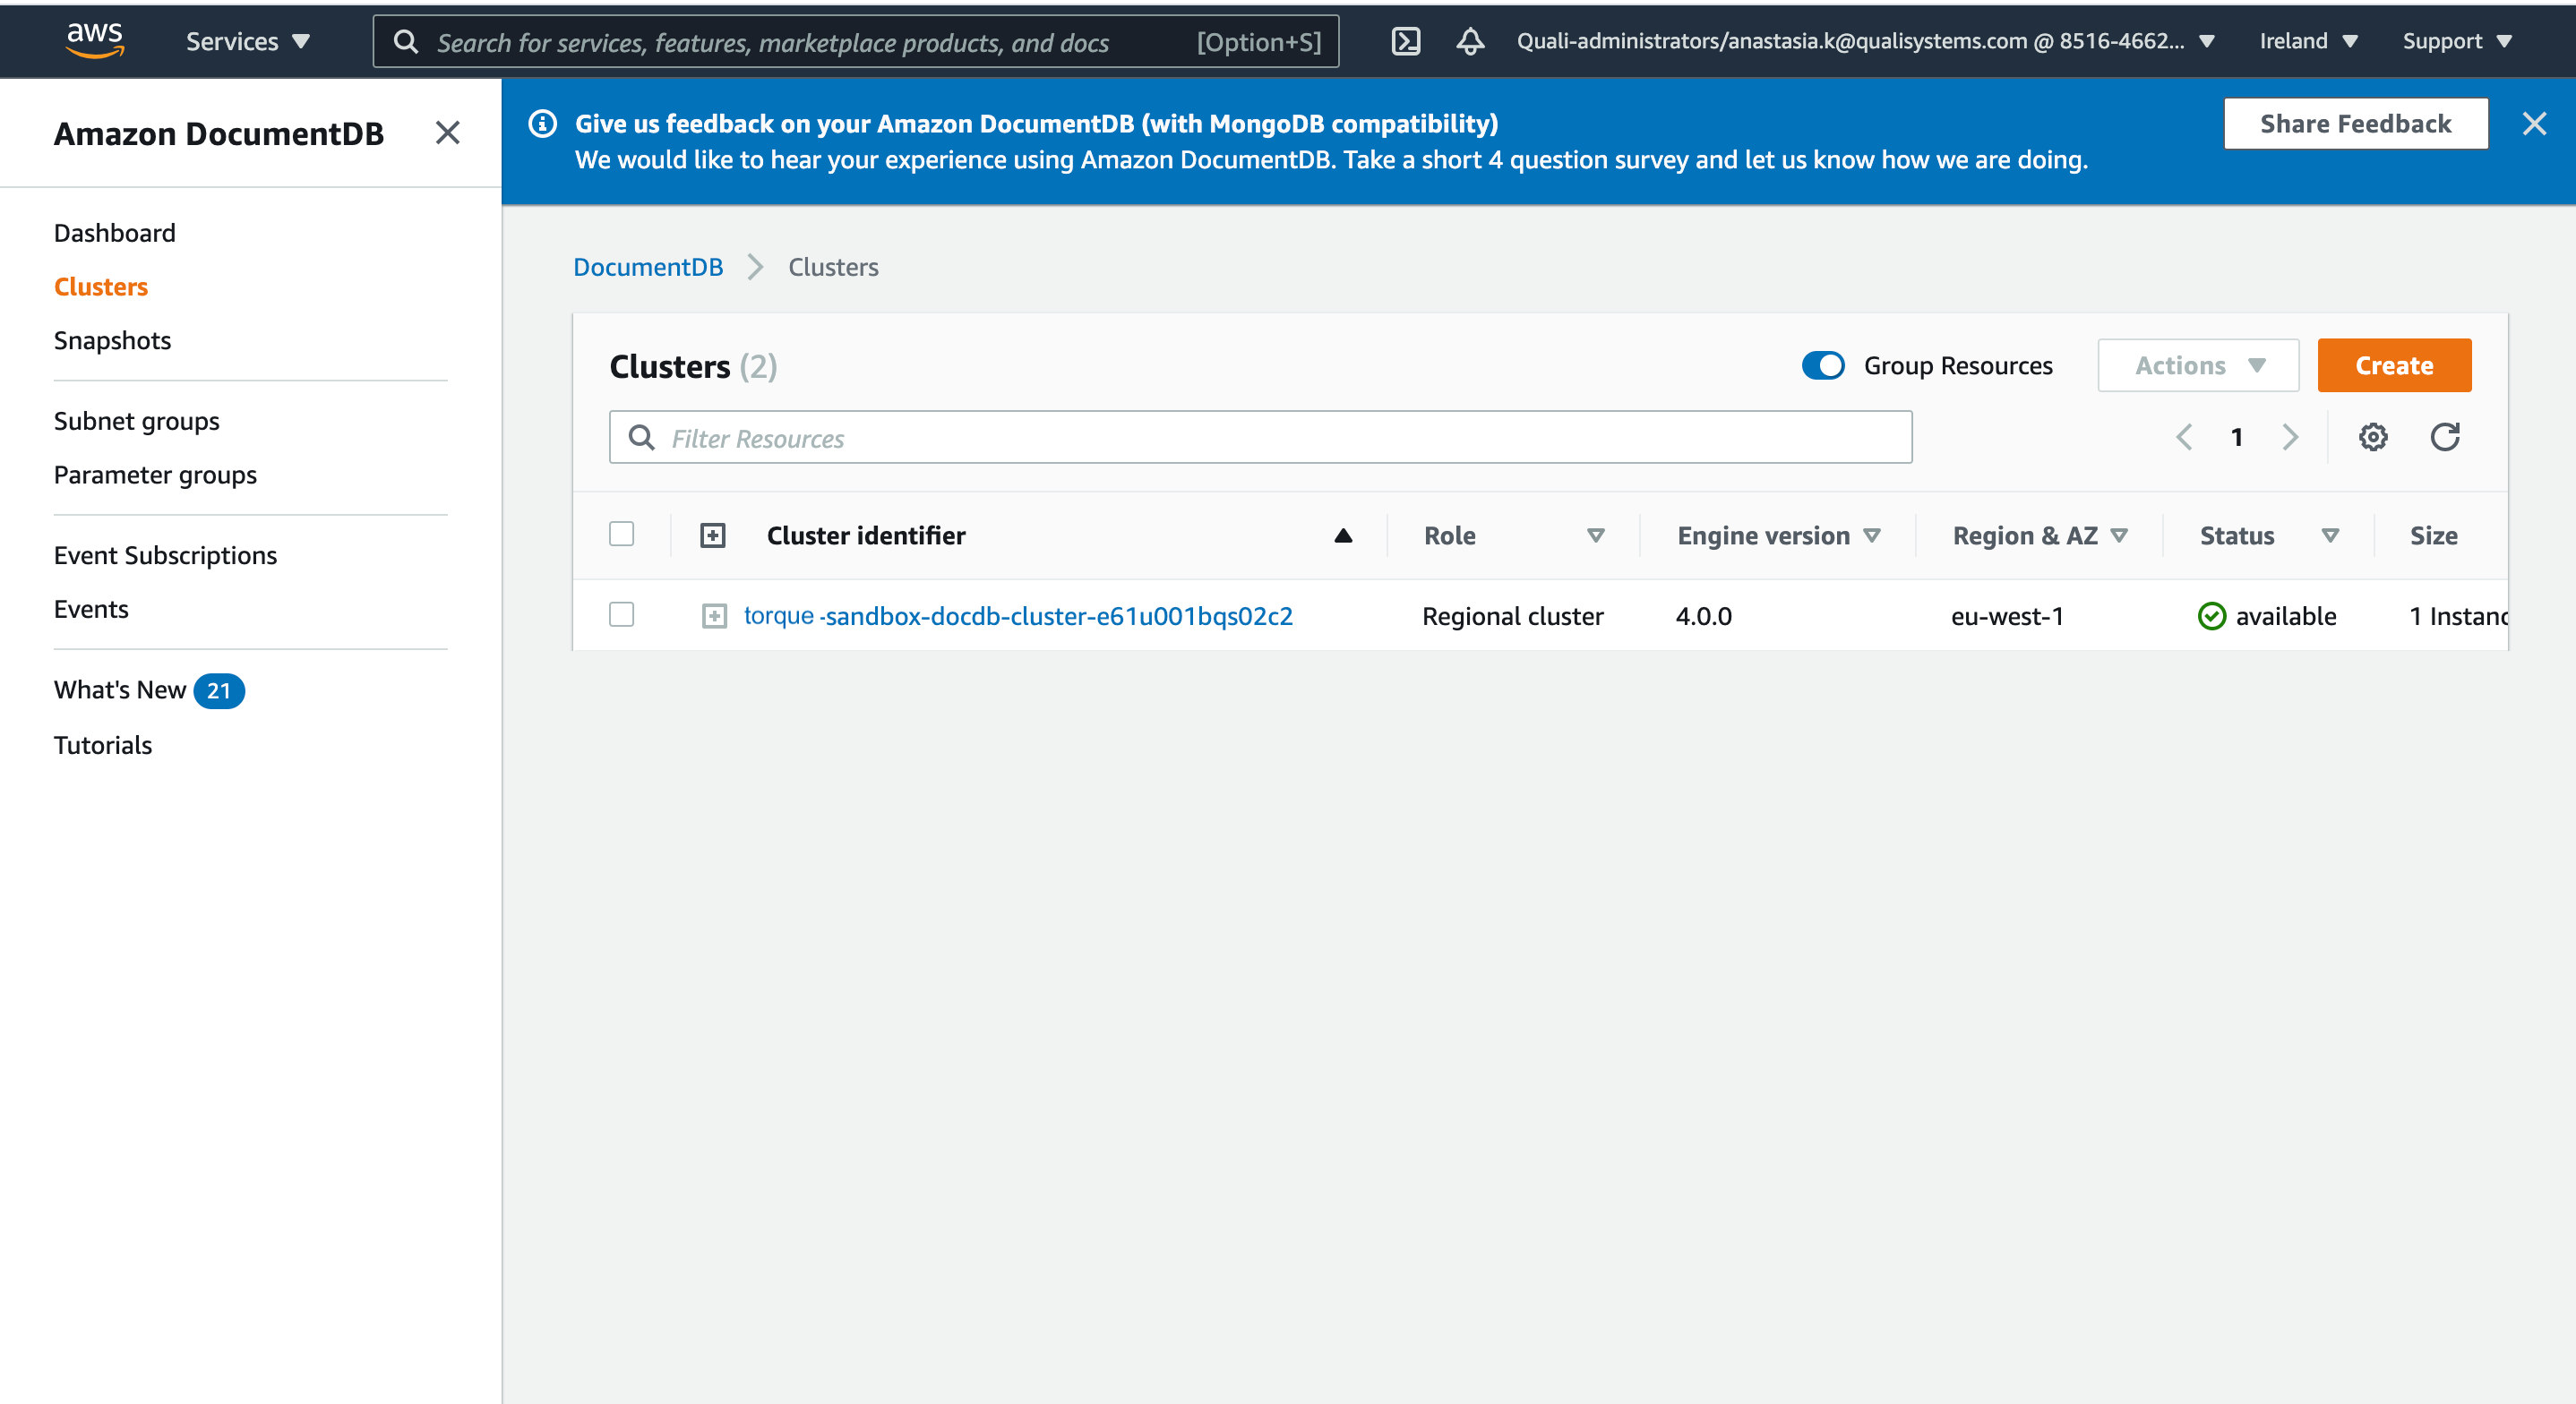 aws Services Search for services, features, marketplace products, and docs [Option+S] Quali-administrators/anastasia.k@qualisystems.com @ 8516-4662... Ireland Support
Amazon DocumentDB
Dashboard
Clusters
Snapshots
Subnet groups
Parameter groups
Event Subscriptions
Events
What's New 21
Tutorials
Give us feedback on your Amazon DocumentDB (with MongoDB compatibility)
We would like to hear your experience using Amazon DocumentDB. Take a short 4 question survey and let us know how we are doing.
Share Feedback
DocumentDB Clusters
Clusters (2) Group Resources Actions Create
Filter Resources 1
Cluster identifier Role Engine version Region & AZ Status Size
torque -sandbox-docdb-cluster-e61u001bqs02c2 Regional cluster 4.0.0 eu-west-1 available 1 Instanc